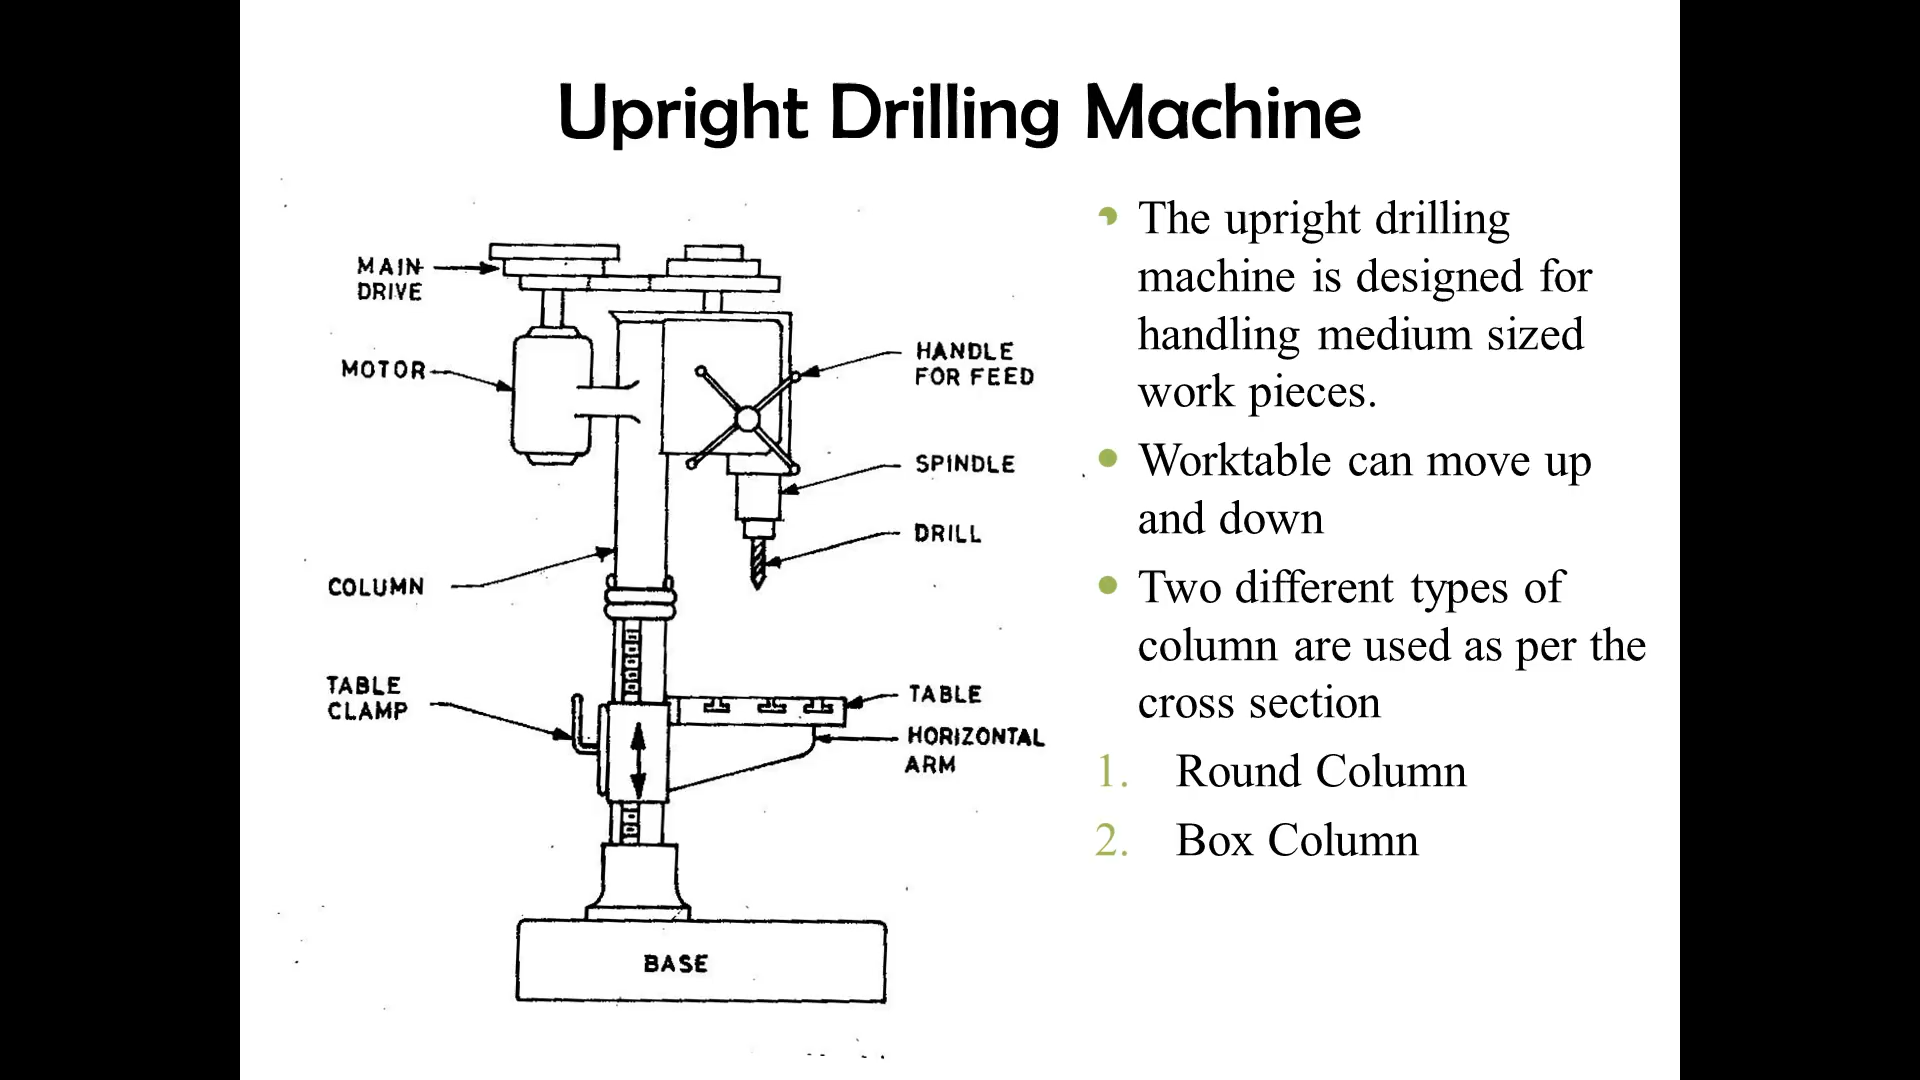 Upright Drilling Machine
MAIN
DRIVE
MOTOR
HANDLE
FOR FEED
SPINDLE
DRILL
COLUMN
TABLE
CLAMP
TABLE
HORIZONTAL
ARM
BASE
The upright drilling
machine is designed for
handling medium sized
work pieces.
Worktable can move up
and down
Two different types of
column are used as per the
cross section
1. Round Column
2. Box Column